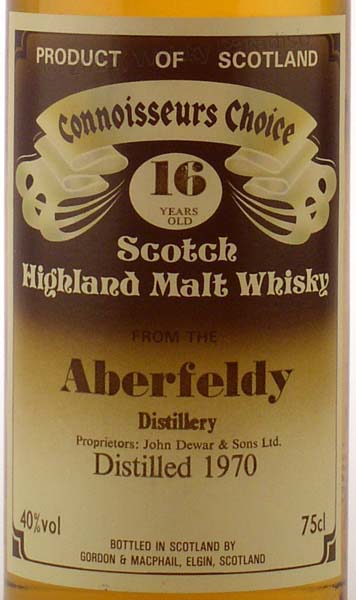 PRODUCT OF SCOTLAND
Connoisseurs Choice
16
YEARS
OLD
Scotch
Highland Malt Whisky
FROM THE
Aberfeldy
Distillery
Proprietors: John Dewar & Sons Ltd.
Distilled 1970
40%vol 75cl
BOTTLED IN SCOTLAND BY
GORDON & MACPHAIL, ELGIN, SCOTLAND